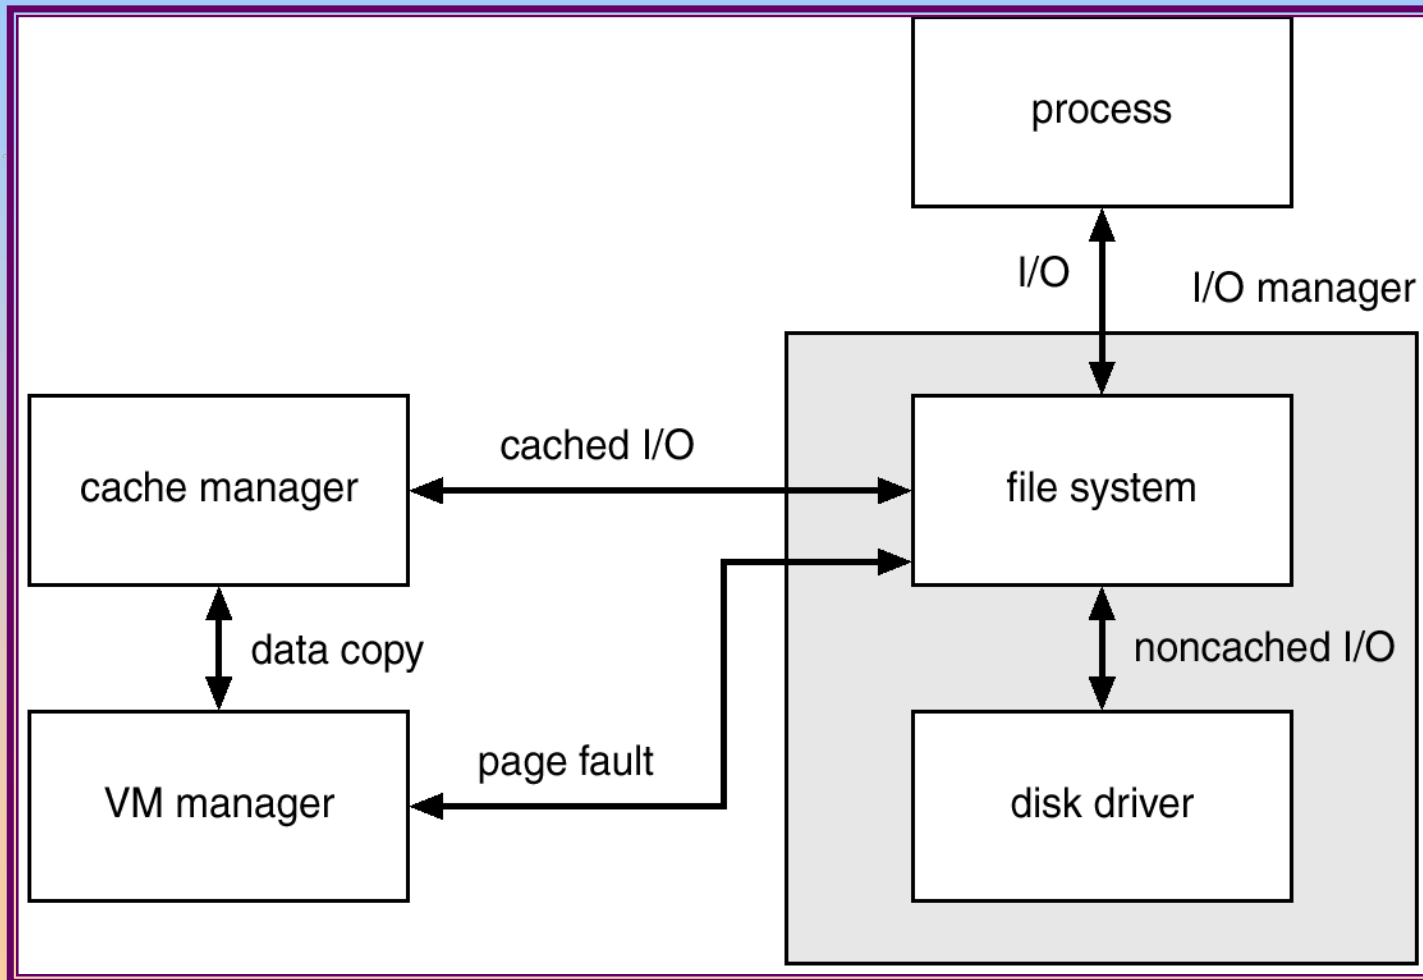 process
I/O
I/O manager
cached I/O
cache manager
file system
data copy
noncached I/O
page fault
VM manager
disk driver